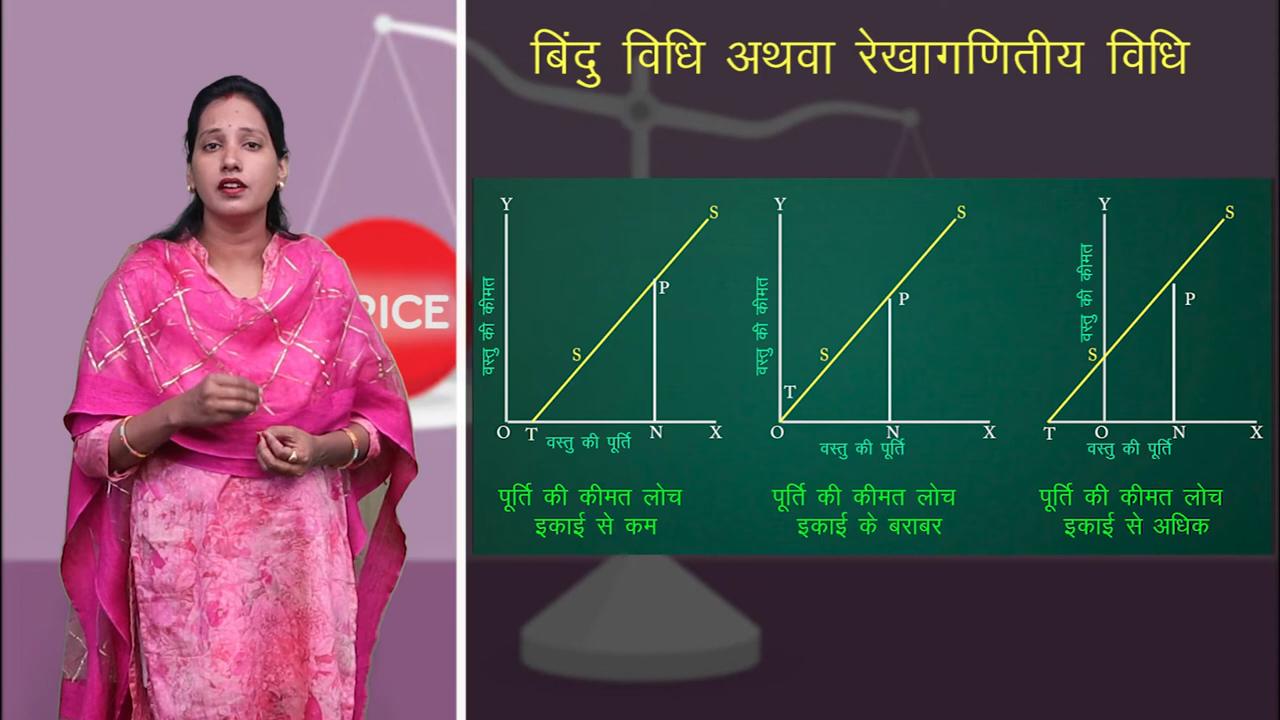 बिंदु विधि अथवा रेखागणितीय विधि
PICE
Y
S
वस्तु की कीमत
P
S
O
T
वस्तु की पूर्ति
N
X
पूर्ति की कीमत लोच
इकाई से कम
Y
S
वस्तु की कीमत
P
S
T
O
वस्तु की पूर्ति
N
X
पूर्ति की कीमत लोच
इकाई के बराबर
Y
S
वस्तु की कीमत
P
S
T
O
वस्तु की पूर्ति
N
X
पूर्ति की कीमत लोच
इकाई से अधिक